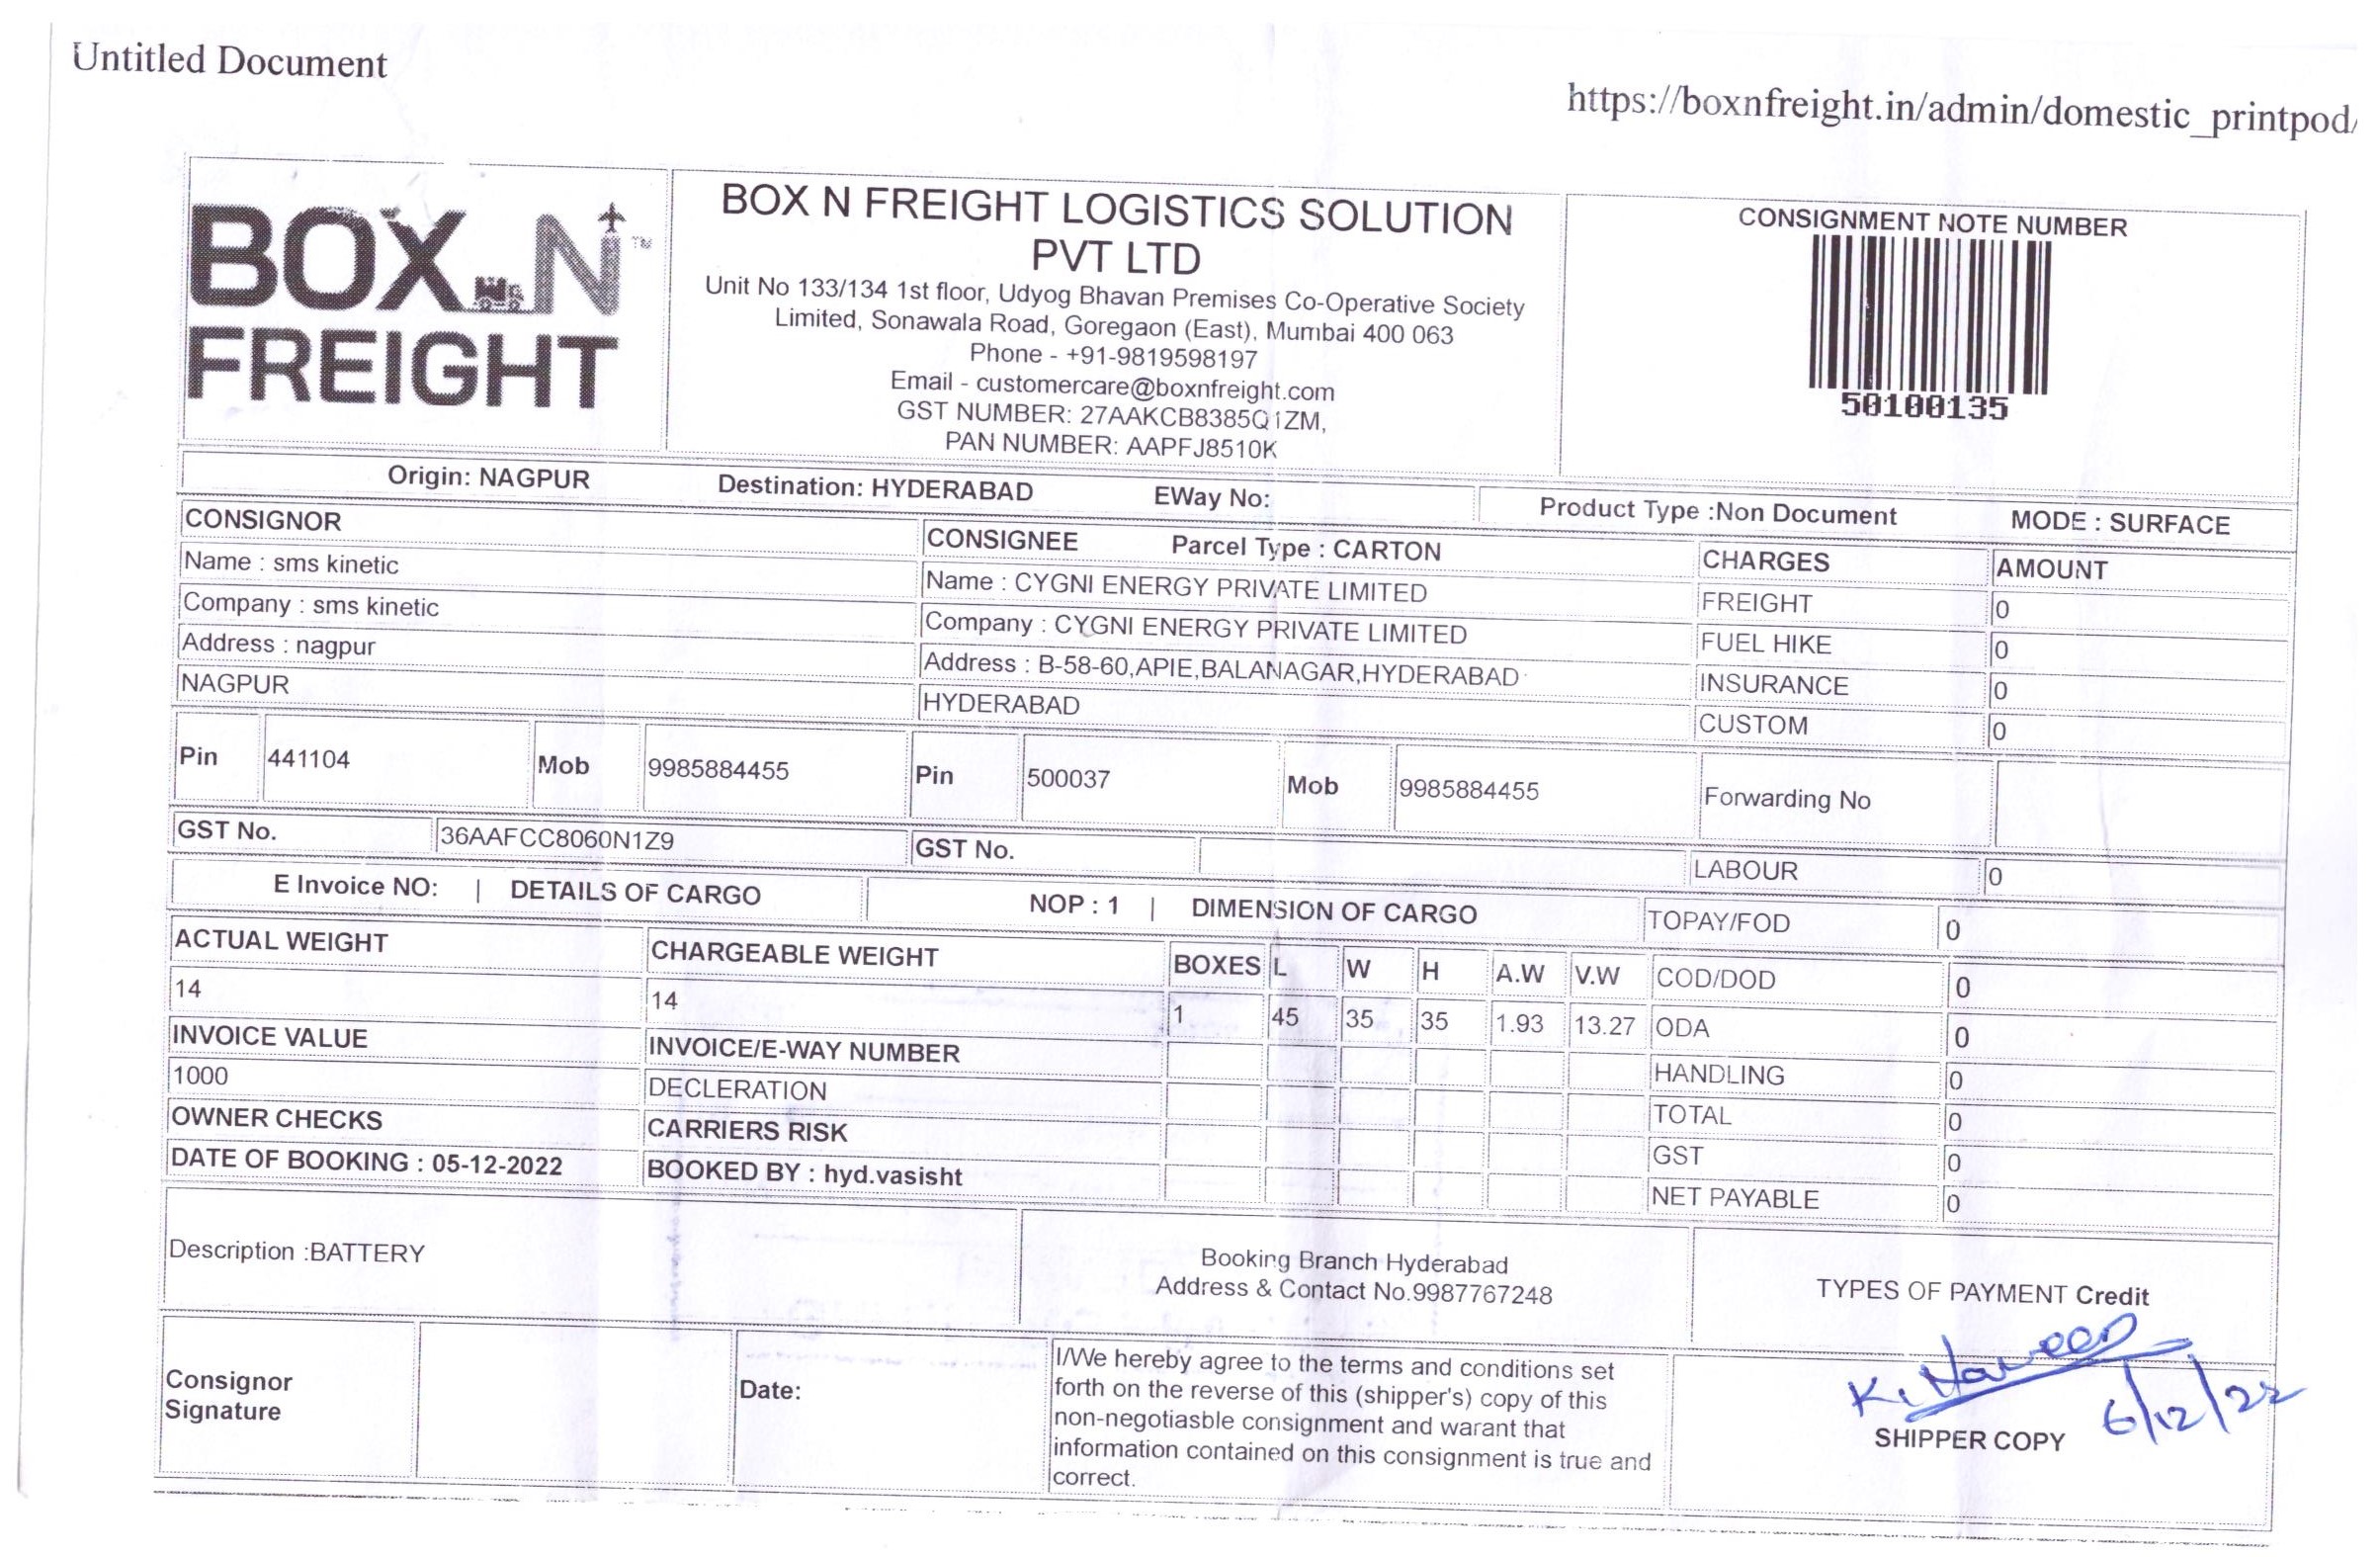 Untitled Document
https://boxnfreight.in/admin/domestic_printpod/
BOX N ™
FREIGHT
BOX N FREIGHT LOGISTICS SOLUTION
PVT LTD
Unit No 133/134 1st floor, Udyog Bhavan Premises Co-Operative Society
Limited, Sonawala Road, Goregaon (East), Mumbai 400 063
Phone - +91-9819598197
Email - customercare@boxnfreight.com
GST NUMBER: 27AAKCB8385Q1ZM,
PAN NUMBER: AAPFJ8510K
CONSIGNMENT NOTE NUMBER
50100135
Origin: NAGPUR Destination: HYDERABAD EWay No: Product Type :Non Document MODE : SURFACE
CONSIGNOR CONSIGNEE Parcel Type : CARTON CHARGES AMOUNT
Name : sms kinetic Name : CYGNI ENERGY PRIVATE LIMITED FREIGHT 0
Company : sms kinetic Company : CYGNI ENERGY PRIVATE LIMITED FUEL HIKE 0
Address : nagpur Address : B-58-60,APIE,BALANAGAR,HYDERABAD INSURANCE 0
NAGPUR HYDERABAD CUSTOM 0
Pin 441104 Mob 9985884455 Pin 500037 Mob 9985884455 Forwarding No
GST No. 36AAFCC8060N1Z9 GST No. LABOUR 0
E Invoice NO: | DETAILS OF CARGO NOP : 1 | DIMENSION OF CARGO TOPAY/FOD 0
ACTUAL WEIGHT CHARGEABLE WEIGHT BOXES L W H A.W V.W COD/DOD 0
14 14 1 45 35 35 1.93 13.27 ODA 0
INVOICE VALUE INVOICE/E-WAY NUMBER HANDLING 0
1000 DECLERATION TOTAL 0
OWNER CHECKS CARRIERS RISK GST 0
DATE OF BOOKING : 05-12-2022 BOOKED BY : hyd.vasisht NET PAYABLE 0
Description :BATTERY
Booking Branch Hyderabad
Address & Contact No.9987767248
TYPES OF PAYMENT Credit
Consignor
Signature
Date:
I/We hereby agree to the terms and conditions set
forth on the reverse of this (shipper's) copy of this
non-negotiasble consignment and warant that
information contained on this consignment is true and
correct.
K. Naveen
6/12/22
SHIPPER COPY